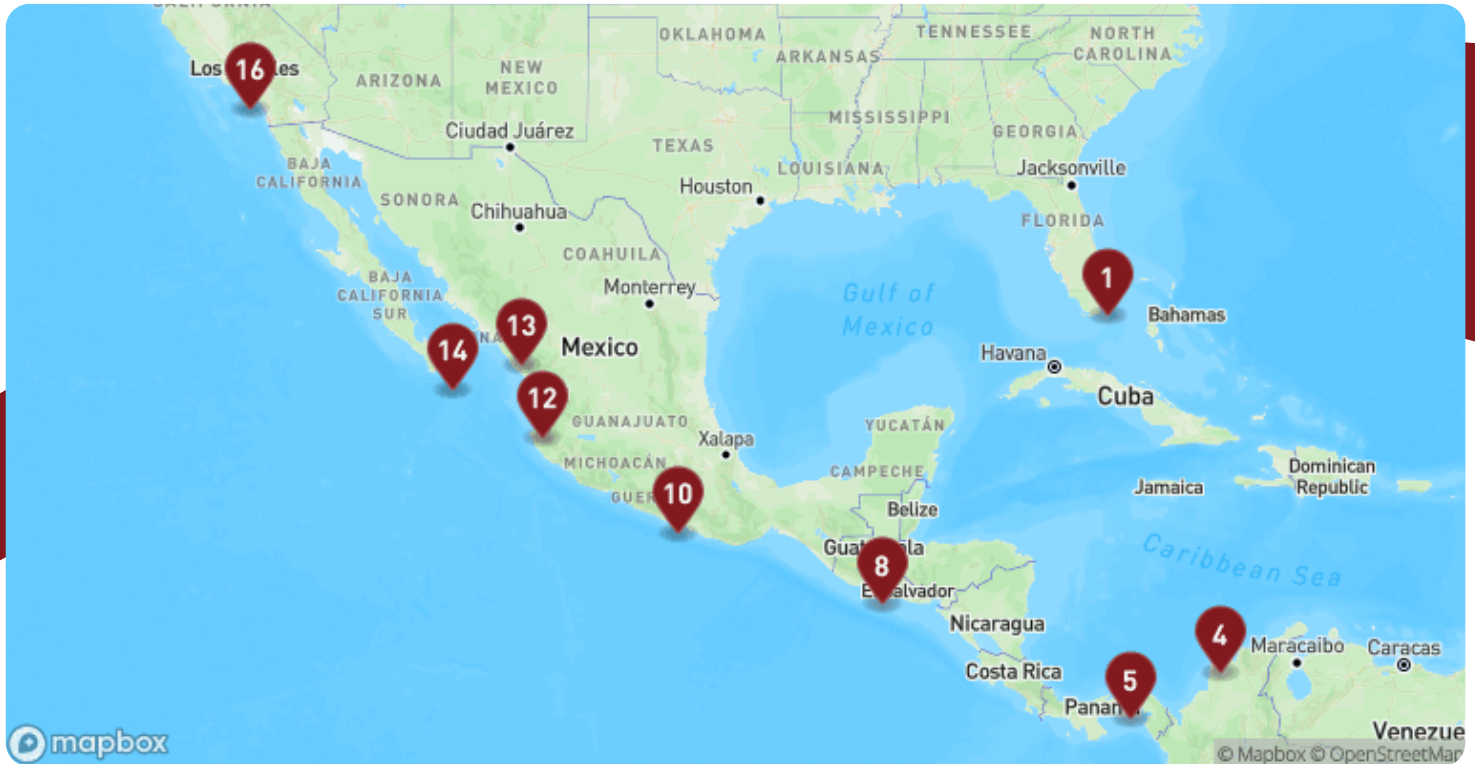 OKLAHOMA
TENNESSEE
NORTH
CAROLINA
ARKANSAS
16
ARIZONA
NEW
MEXICO
MISSISSIPPI
Ciudad Juárez
TEXAS
GEORGIA
BAJA
CALIFORNIA
LOUISIANA
Jacksonville
Houston
SONORA
Chihuahua
FLORIDA
COAHUILA
1
BAJA
CALIFORNIA
SUR
Monterrey
Gulf of
Mexico
Bahamas
13
14
Mexico
Havana
12
Cuba
GUANAJUATO
YUCATÁN
Xalapa
MICHOACÁN
CAMPECHE
Dominican
Republic
10
Jamaica
Belize
Caribbean Sea
8
Nicaragua
4
Maracaibo
Caracas
Costa Rica
5
Venezue
mapbox
© Mapbox © OpenStreetMap